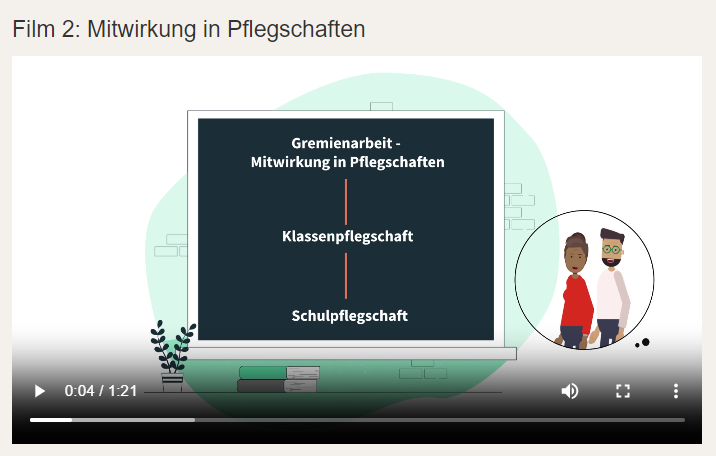 Film 2: Mitwirkung in Pflegschaften
Gremienarbeit -
Mitwirkung in Pflegschaften
Klassenpflegschaft
Schulpflegschaft
0:04 / 1:21